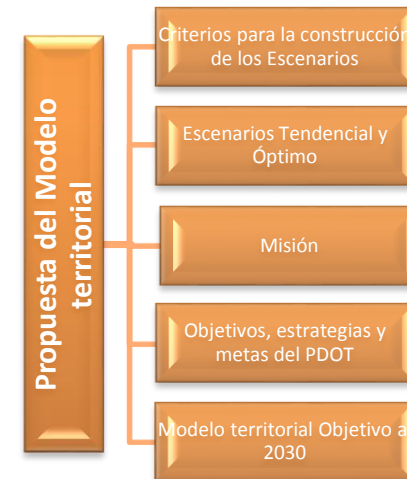 Propuesta del Modelo
territorial
Criterios para la construcción
de los Escenarios
Escenarios Tendencial y
Óptimo
Misión
Objetivos, estrategias y
metas del PDOT
Modelo territorial Objetivo a
2030